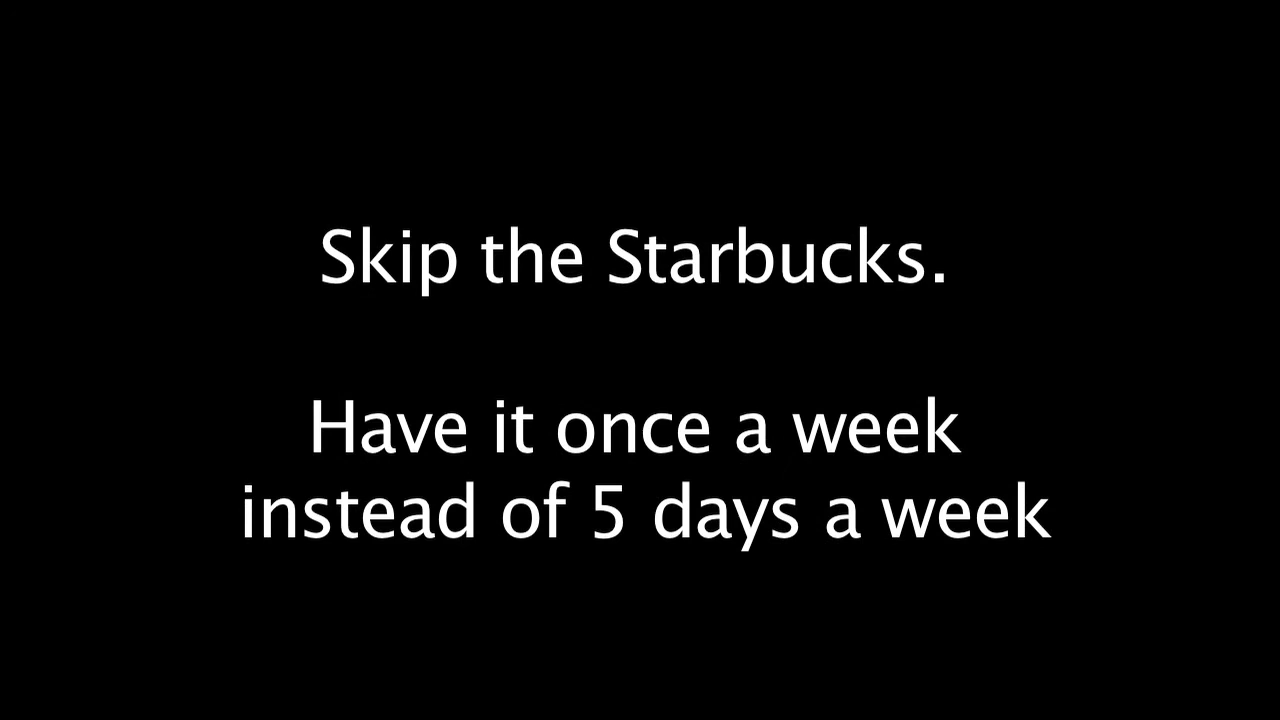 Skip the Starbucks.
Have it once a week
instead of 5 days a week